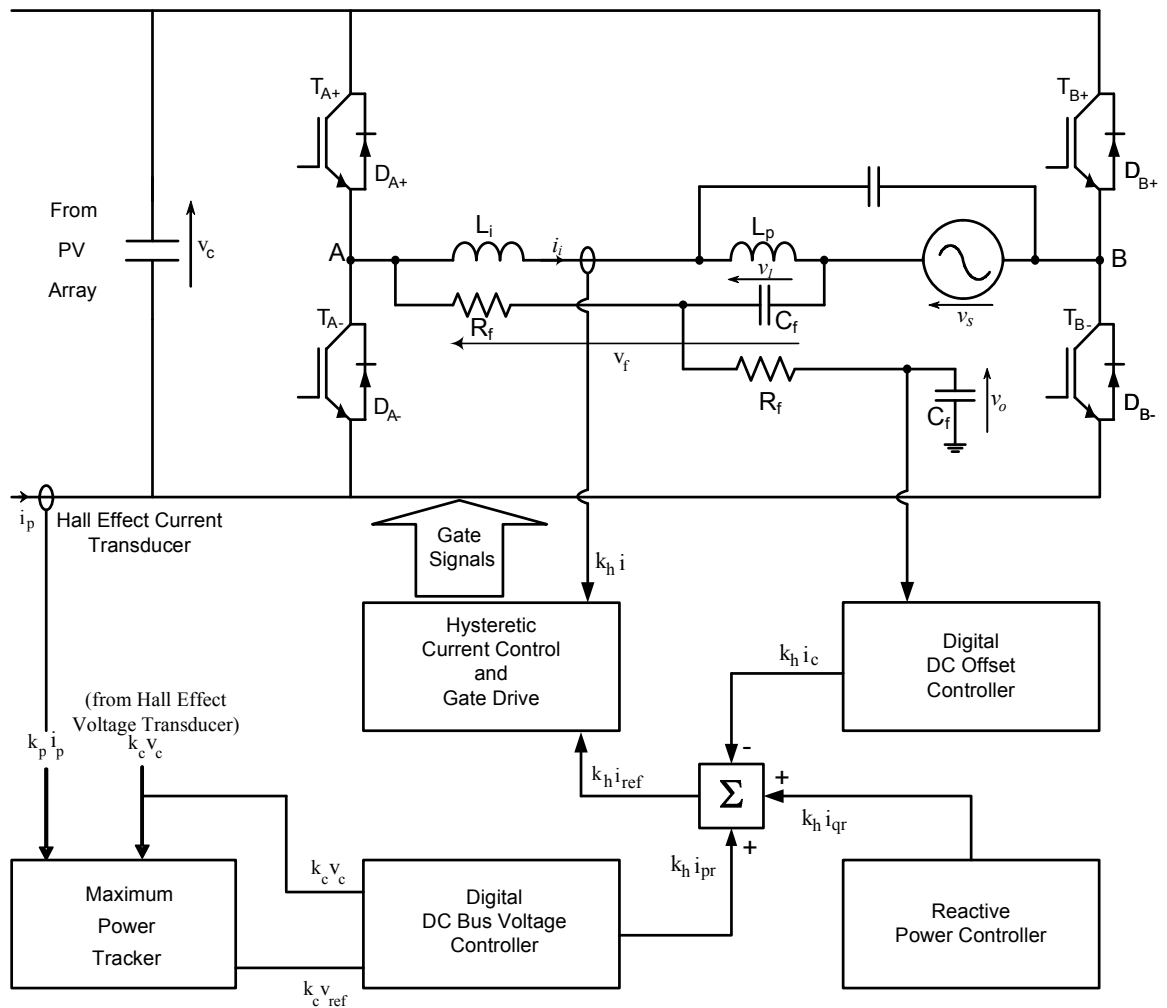 T_A+
D_A+
T_B+
D_B+
From
PV
Array
v_c
A
L_i
i_i
L_p
v_l
v_s
B
T_A-
D_A-
R_f
C_f
v_f
R_f
C_f
v_o
T_B-
D_B-
i_p
Hall Effect Current
Transducer
Gate
Signals
k_h i
Hysteretic
Current Control
and
Gate Drive
k_h i_c
Digital
DC Offset
Controller
(from Hall Effect
Voltage Transducer)
k_p i_p
k_c v_c
k_h i_ref
-
Σ
+
k_h i_qr
+
k_h i_pr
k_c v_c
Maximum
Power
Tracker
k_c v_ref
Digital
DC Bus Voltage
Controller
Reactive
Power Controller